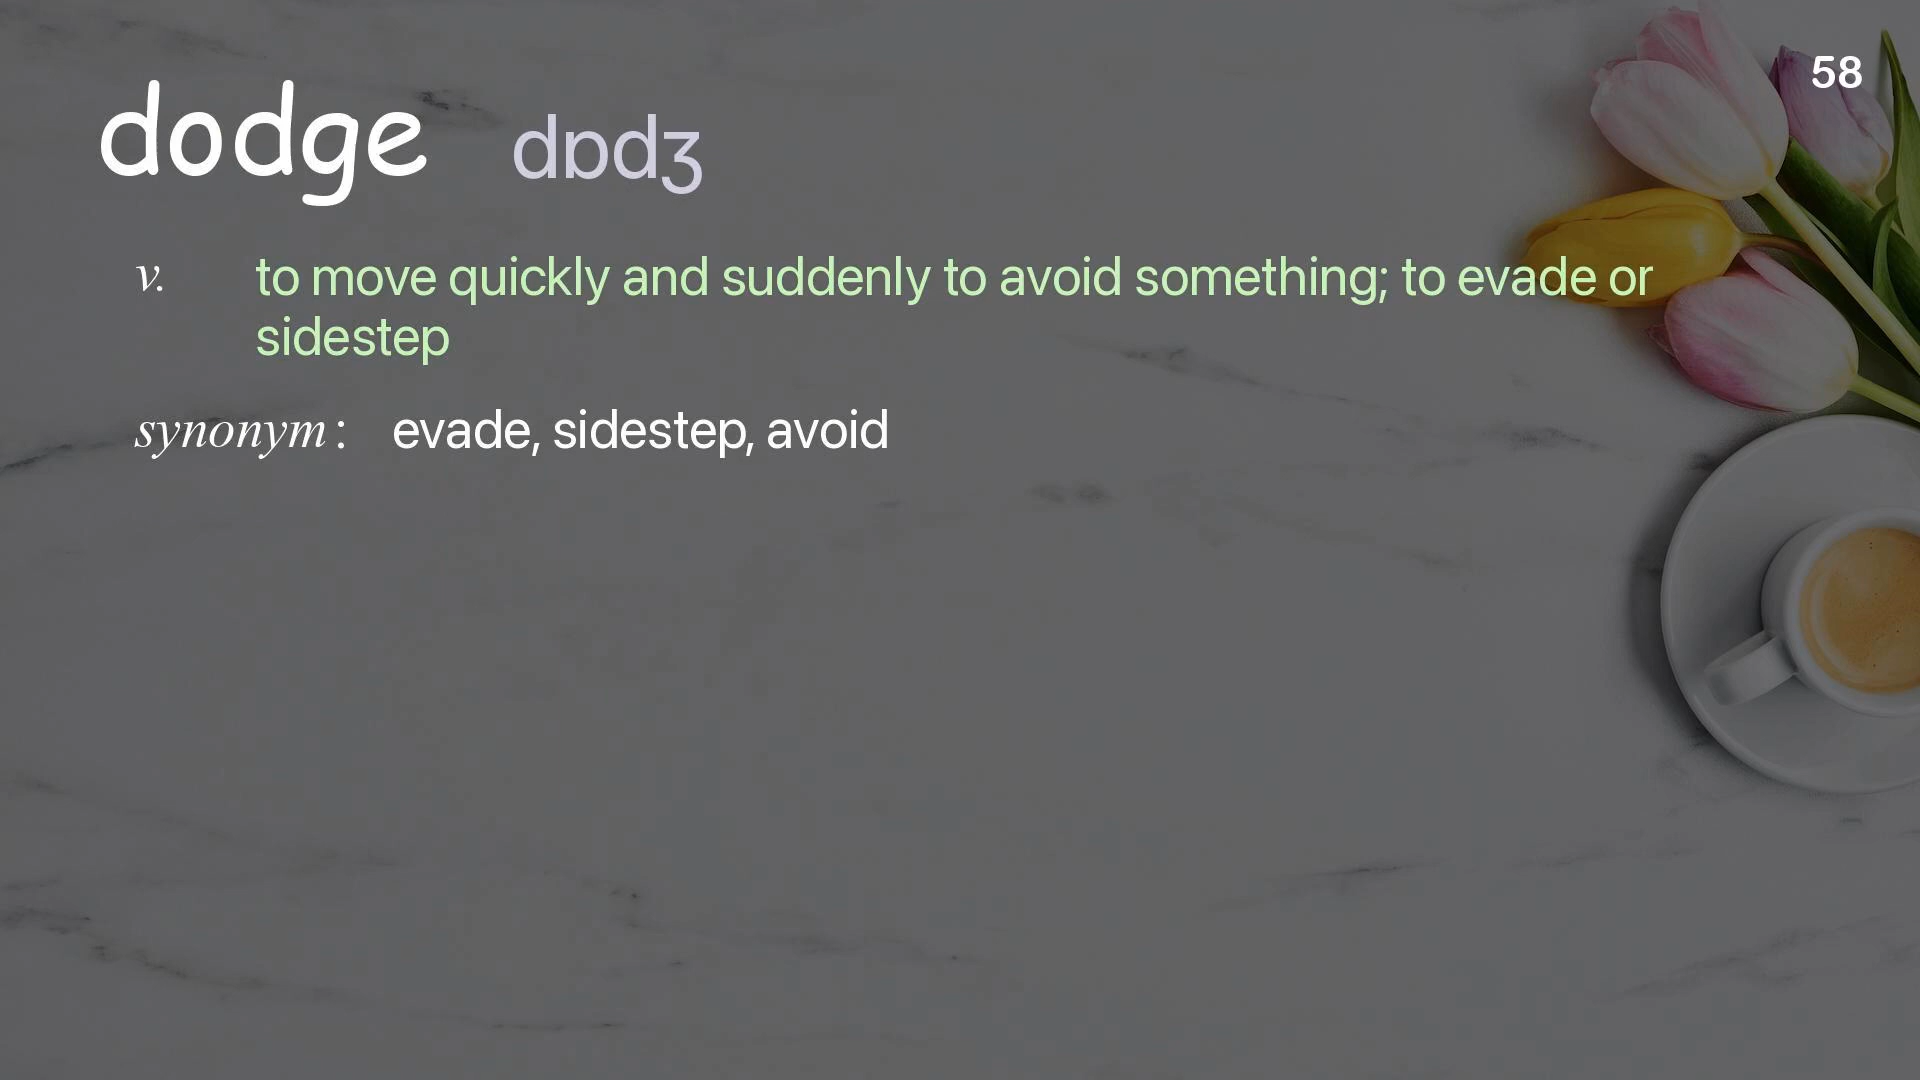 58
dodge dɒdʒ
v. to move quickly and suddenly to avoid something; to evade or
sidestep
synonym: evade, sidestep, avoid